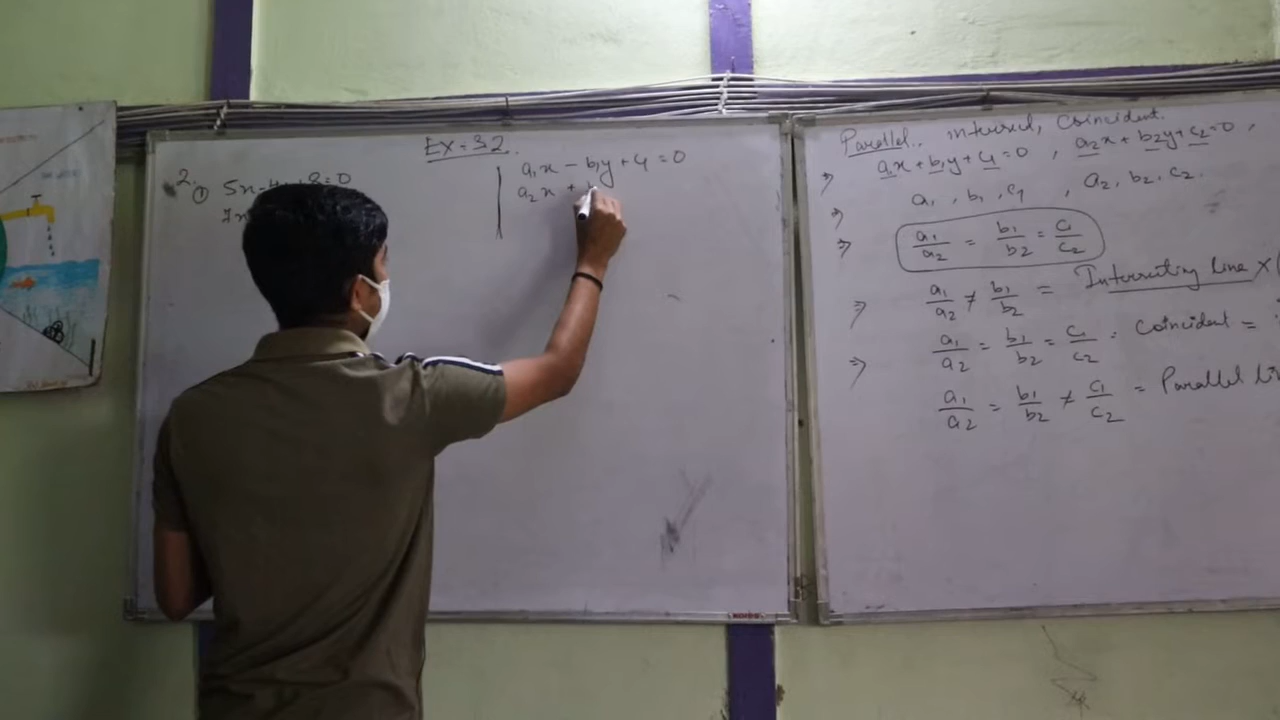 Ex-3.2
2. ① 5x-4y+8=0
7x
a₁x - b₁y + c₁ = 0
a₂x + b
Parallel, intersect, Coincident.
⇒ a₁x + b₁y + c₁ = 0 , a₂x + b₂y + c₂ = 0 ,
⇒ a₁ , b₁ , c₁ , a₂ , b₂ , c₂ .
⇒ a₁/a₂ = b₁/b₂ = c₁/c₂
⇒ a₁/a₂ ≠ b₁/b₂ = Intersecting line X (
⇒ a₁/a₂ = b₁/b₂ = c₁/c₂ = Coincident =
a₁/a₂ = b₁/b₂ ≠ c₁/c₂ = Parallel li